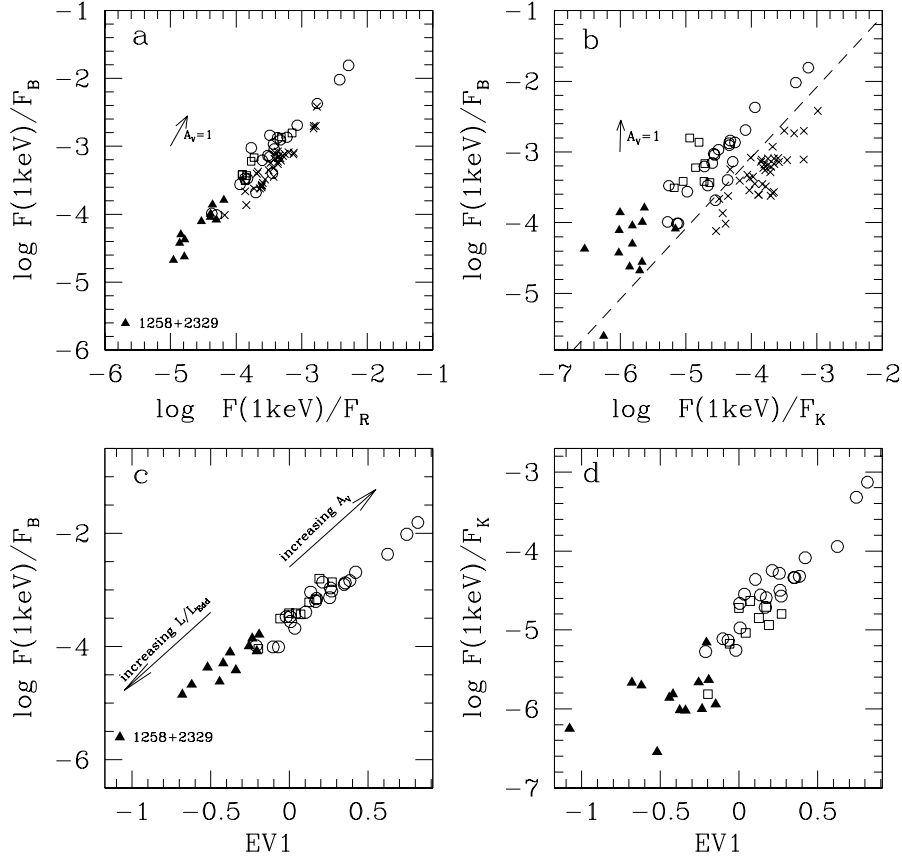 a
log F(1keV)/F_B
−1
−2
−3
−4
−5
−6
A_V=1
1258+2329
−6 −5 −4 −3 −2 −1
log F(1keV)/F_R
b
log F(1keV)/F_B
−1
−2
−3
−4
−5
A_V=1
−7 −6 −5 −4 −3 −2
log F(1keV)/F_K
c
log F(1keV)/F_B
−2
−4
−6
increasing A_V
increasing L/L_Edd
1258+2329
−1 −0.5 0 0.5
EV1
d
log F(1keV)/F_K
−3
−4
−5
−6
−7
−1 −0.5 0 0.5
EV1